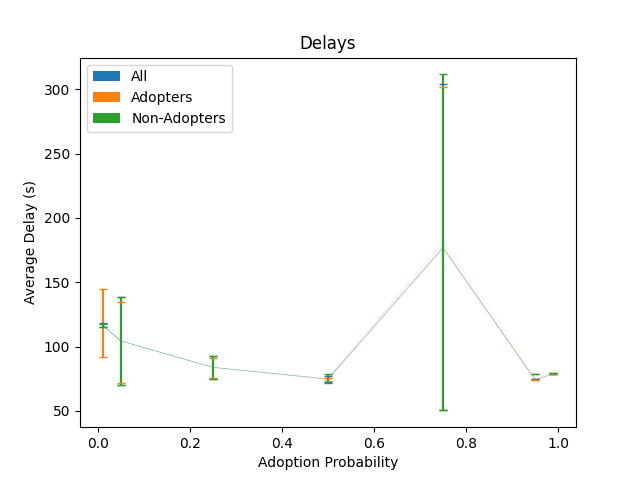 Delays
All
Adopters
Non-Adopters
300
250
200
150
100
50
Average Delay (s)
0.0 0.2 0.4 0.6 0.8 1.0
Adoption Probability